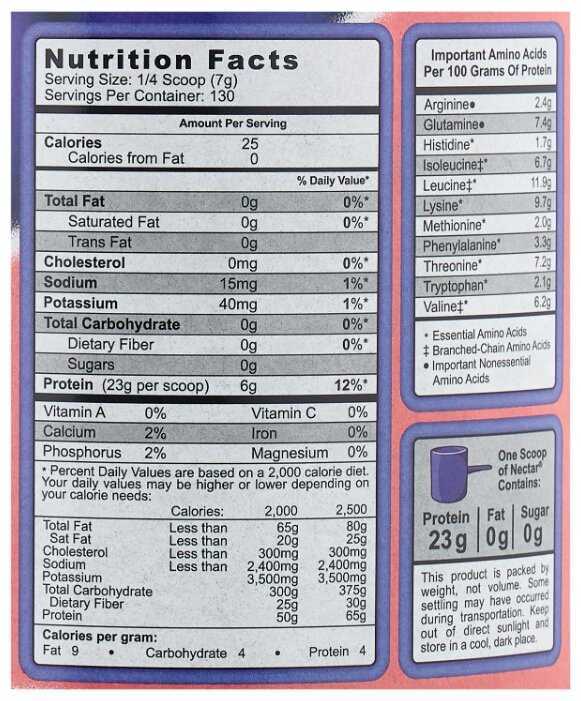 Nutrition Facts
Serving Size: 1/4 Scoop (7g)
Servings Per Container: 130
Amount Per Serving
Calories 25
Calories from Fat 0
% Daily Value*
Total Fat 0g 0%*
Saturated Fat 0g 0%*
Trans Fat 0g
Cholesterol 0mg 0%*
Sodium 15mg 1%*
Potassium 40mg 1%*
Total Carbohydrate 0g 0%*
Dietary Fiber 0g 0%*
Sugars 0g
Protein (23g per scoop) 6g 12%*
Vitamin A 0% Vitamin C 0%
Calcium 2% Iron 0%
Phosphorus 2% Magnesium 0%
* Percent Daily Values are based on a 2,000 calorie diet.
Your daily values may be higher or lower depending on
your calorie needs:
Calories: 2,000 2,500
Total Fat Less than 65g 80g
Sat Fat Less than 20g 25g
Cholesterol Less than 300mg 300mg
Sodium Less than 2,400mg 2,400mg
Potassium 3,500mg 3,500mg
Total Carbohydrate 300g 375g
Dietary Fiber 25g 30g
Protein 50g 65g
Calories per gram:
Fat 9 • Carbohydrate 4 • Protein 4
Important Amino Acids
Per 100 Grams Of Protein
Arginine● 2.4g
Glutamine● 7.4g
Histidine* 1.7g
Isoleucine‡* 6.7g
Leucine‡* 11.9g
Lysine* 9.7g
Methionine* 2.0g
Phenylalanine* 3.3g
Threonine* 7.2g
Tryptophan* 2.1g
Valine‡* 6.2g
* Essential Amino Acids
‡ Branched-Chain Amino Acids
● Important Nonessential
Amino Acids
One Scoop
of Nectar®
Contains:
Protein Fat Sugar
23g 0g 0g
This product is packed by
weight, not volume. Some
settling may have occurred
during transportation. Keep
out of direct sunlight and
store in a cool, dark place.